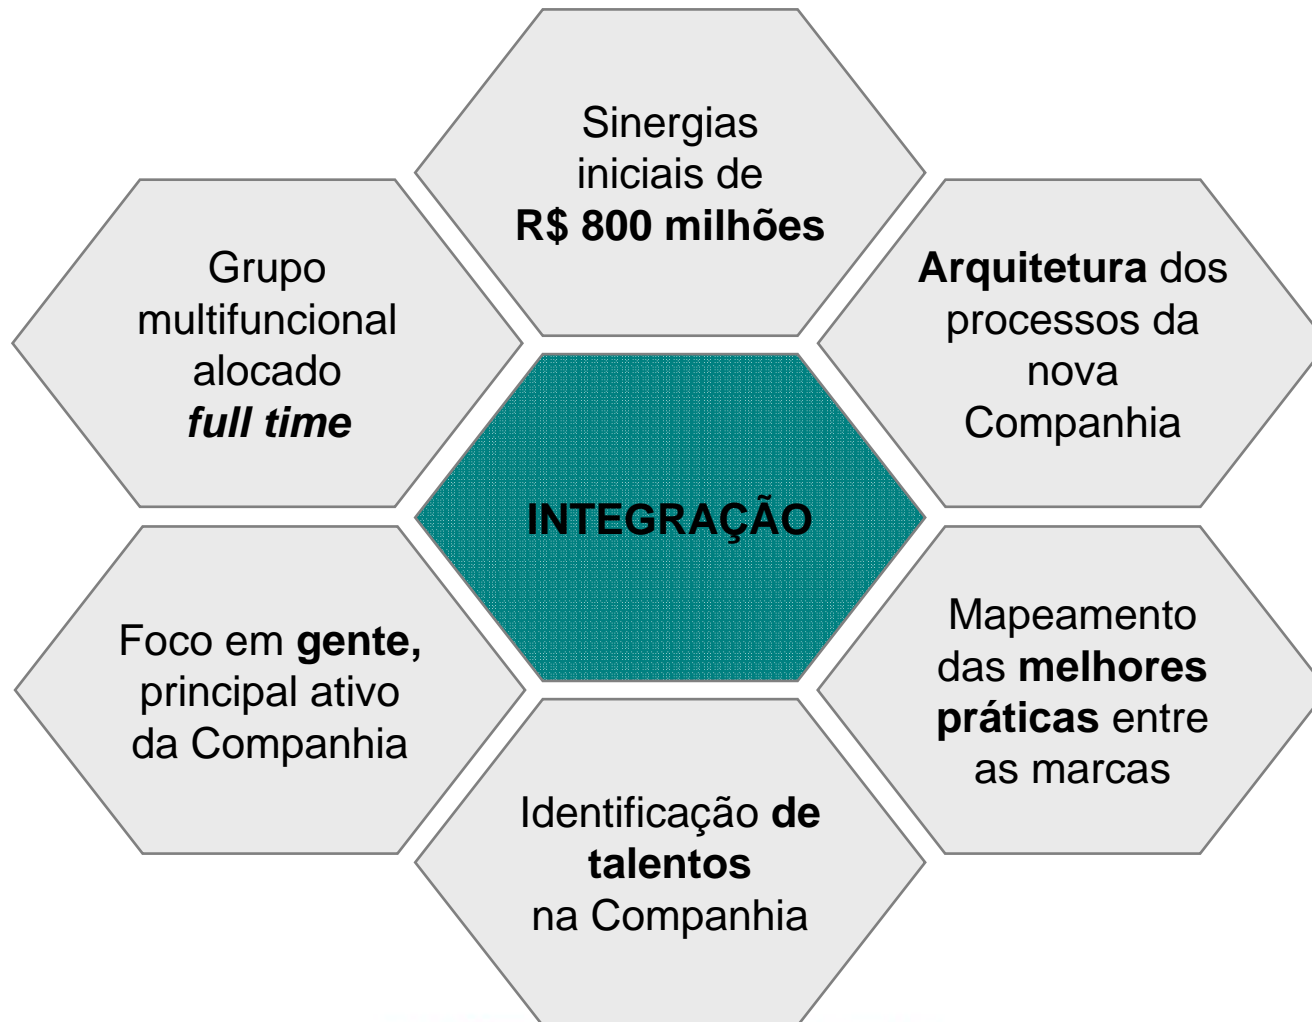 Sinergias
iniciais de
R$ 800 milhões
Grupo
multifuncional
alocado
full time
Arquitetura dos
processos da
nova
Companhia
INTEGRAÇÃO
Foco em gente,
principal ativo
da Companhia
Mapeamento
das melhores
práticas entre
as marcas
Identificação de
talentos
na Companhia